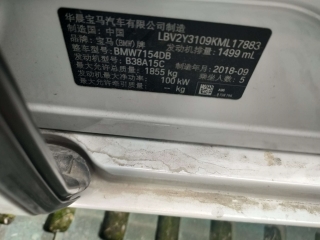 华晨宝马汽车有限公司制造
制造国：中国 LBV2Y3109KML17883
品牌：宝马(BMW)牌 发动机排量：1499 mL
整车型号：BMW7154DB
发动机型号：B38A15C 制造年月：2018-09
最大允许总质量：1855 kg 乘坐人数：5
发动机最大净功率：100 kW